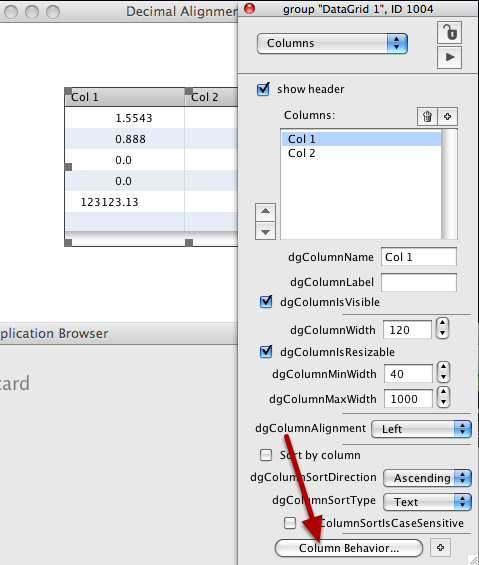 Decimal Alignme
group "DataGrid 1", ID 1004
Columns
show header
Columns:
Col 1
Col 2
Col 1 Col 2
1.5543
0.888
0.0
0.0
123123.13
dgColumnName Col 1
dgColumnLabel
dgColumnIsVisible
dgColumnWidth 120
dgColumnIsResizable
dgColumnMinWidth 40
dgColumnMaxWidth 1000
plication Browser
card
dgColumnAlignment Left
Sort by column
dgColumnSortDirection Ascending
dgColumnSortType Text
ColumnSortIsCaseSensitive
Column Behavior...